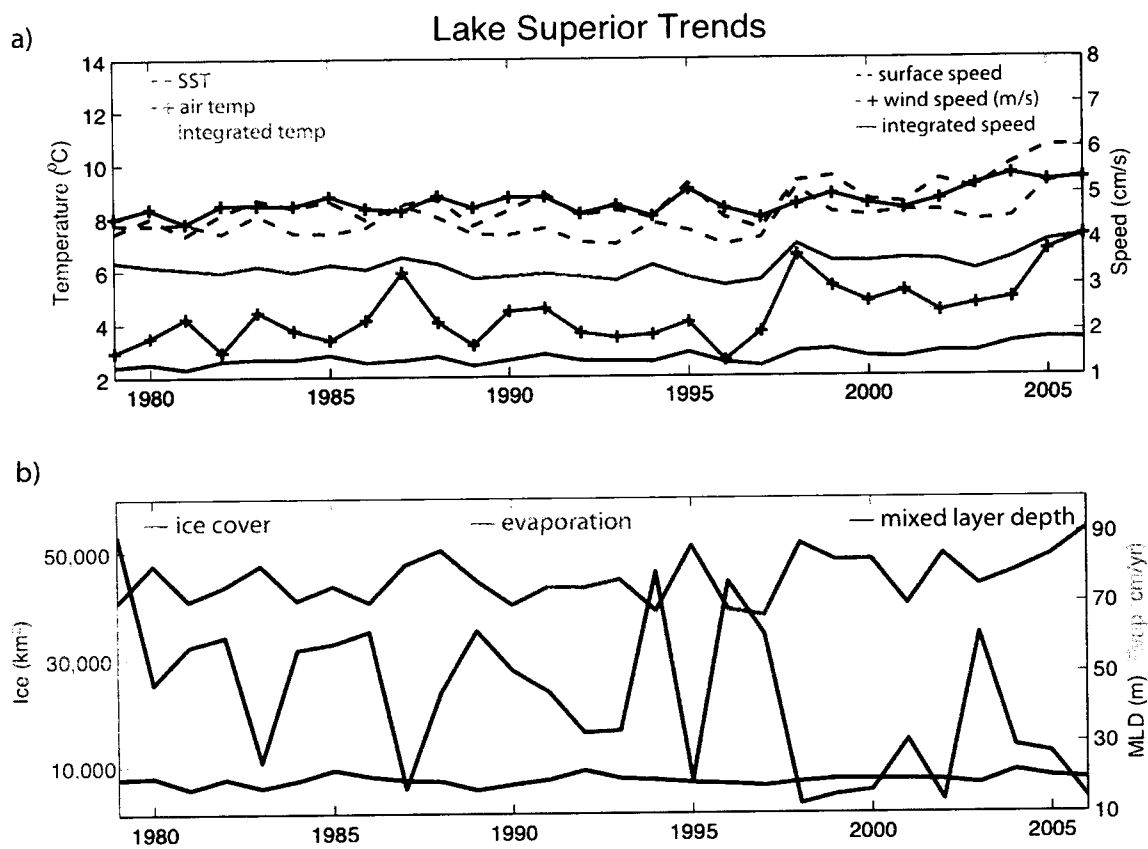 Lake Superior Trends
a)
-- SST
-+ air temp
integrated temp
-- surface speed
-+ wind speed (m/s)
— integrated speed
Temperature (°C)
14
12
10
8
6
4
2
Speed (cm/s)
8
7
6
5
4
3
2
1
1980 1985 1990 1995 2000 2005
b)
— ice cover — evaporation — mixed layer depth
Ice (km²)
50,000
30,000
10.000
MLD (m) cm/yr)
90
70
50
30
10
1980 1985 1990 1995 2000 2005